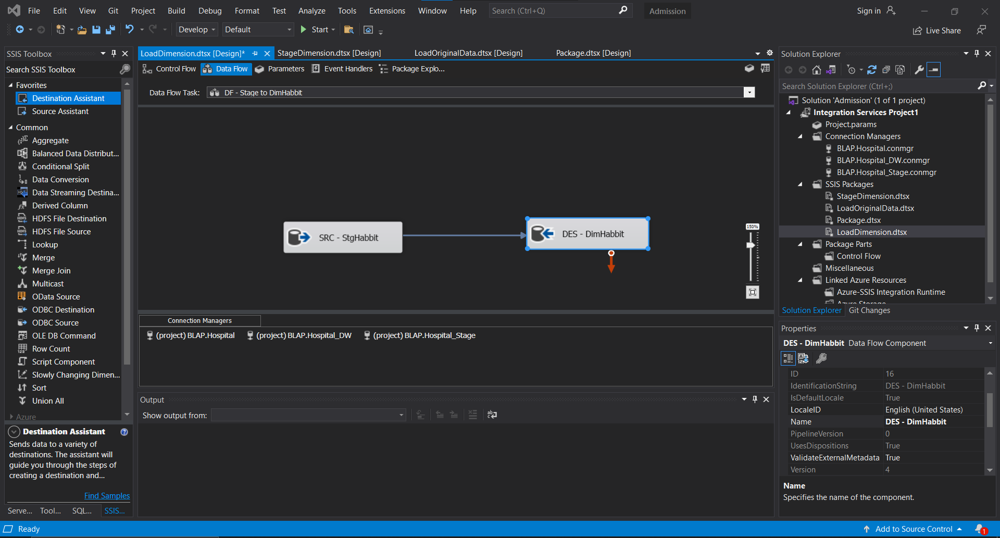 File Edit View Git Project Build Debug Format Test Analyze Tools Extensions Window Help Search (Ctrl+Q) Admission Sign in
Develop Default Start Live Share
SSIS Toolbox
Search SSIS Toolbox
Favorites
Destination Assistant
Source Assistant
Common
Aggregate
Balanced Data Distribut...
Conditional Split
Data Conversion
Data Streaming Destina...
Derived Column
HDFS File Destination
HDFS File Source
Lookup
Merge
Merge Join
Multicast
OData Source
ODBC Destination
ODBC Source
OLE DB Command
Row Count
Script Component
Slowly Changing Dimen...
Sort
Union All
Azure
Destination Assistant
Sends data to a variety of
destinations. The assistant will
guide you through the steps of
creating a destination and...
Find Samples
Serve... Tool... SQL... SSIS...
LoadDimension.dtsx [Design]* StageDimension.dtsx [Design] LoadOriginalData.dtsx [Design] Package.dtsx [Design]
Control Flow Data Flow Parameters Event Handlers Package Explo...
Data Flow Task: DF - Stage to DimHabbit
SRC - StgHabbit
DES - DimHabbit
150%
Connection Managers
(project) BLAP.Hospital (project) BLAP.Hospital_DW (project) BLAP.Hospital_Stage
Output
Show output from:
Solution Explorer
Search Solution Explorer (Ctrl+;)
Solution 'Admission' (1 of 1 project)
Integration Services Project1
Project.params
Connection Managers
BLAP.Hospital.conmgr
BLAP.Hospital_DW.conmgr
BLAP.Hospital_Stage.conmgr
SSIS Packages
StageDimension.dtsx
LoadOriginalData.dtsx
Package.dtsx
LoadDimension.dtsx
Package Parts
Control Flow
Miscellaneous
Linked Azure Resources
Azure-SSIS Integration Runtime
Azure Storage
Solution Explorer Git Changes
Properties
DES - DimHabbit Data Flow Component
ID 16
IdentificationString DES - DimHabbit
IsDefaultLocale True
LocaleID English (United States)
Name DES - DimHabbit
PipelineVersion 0
UsesDispositions True
ValidateExternalMetadata True
Version 4
Name
Specifies the name of the component.
Ready Add to Source Control 1